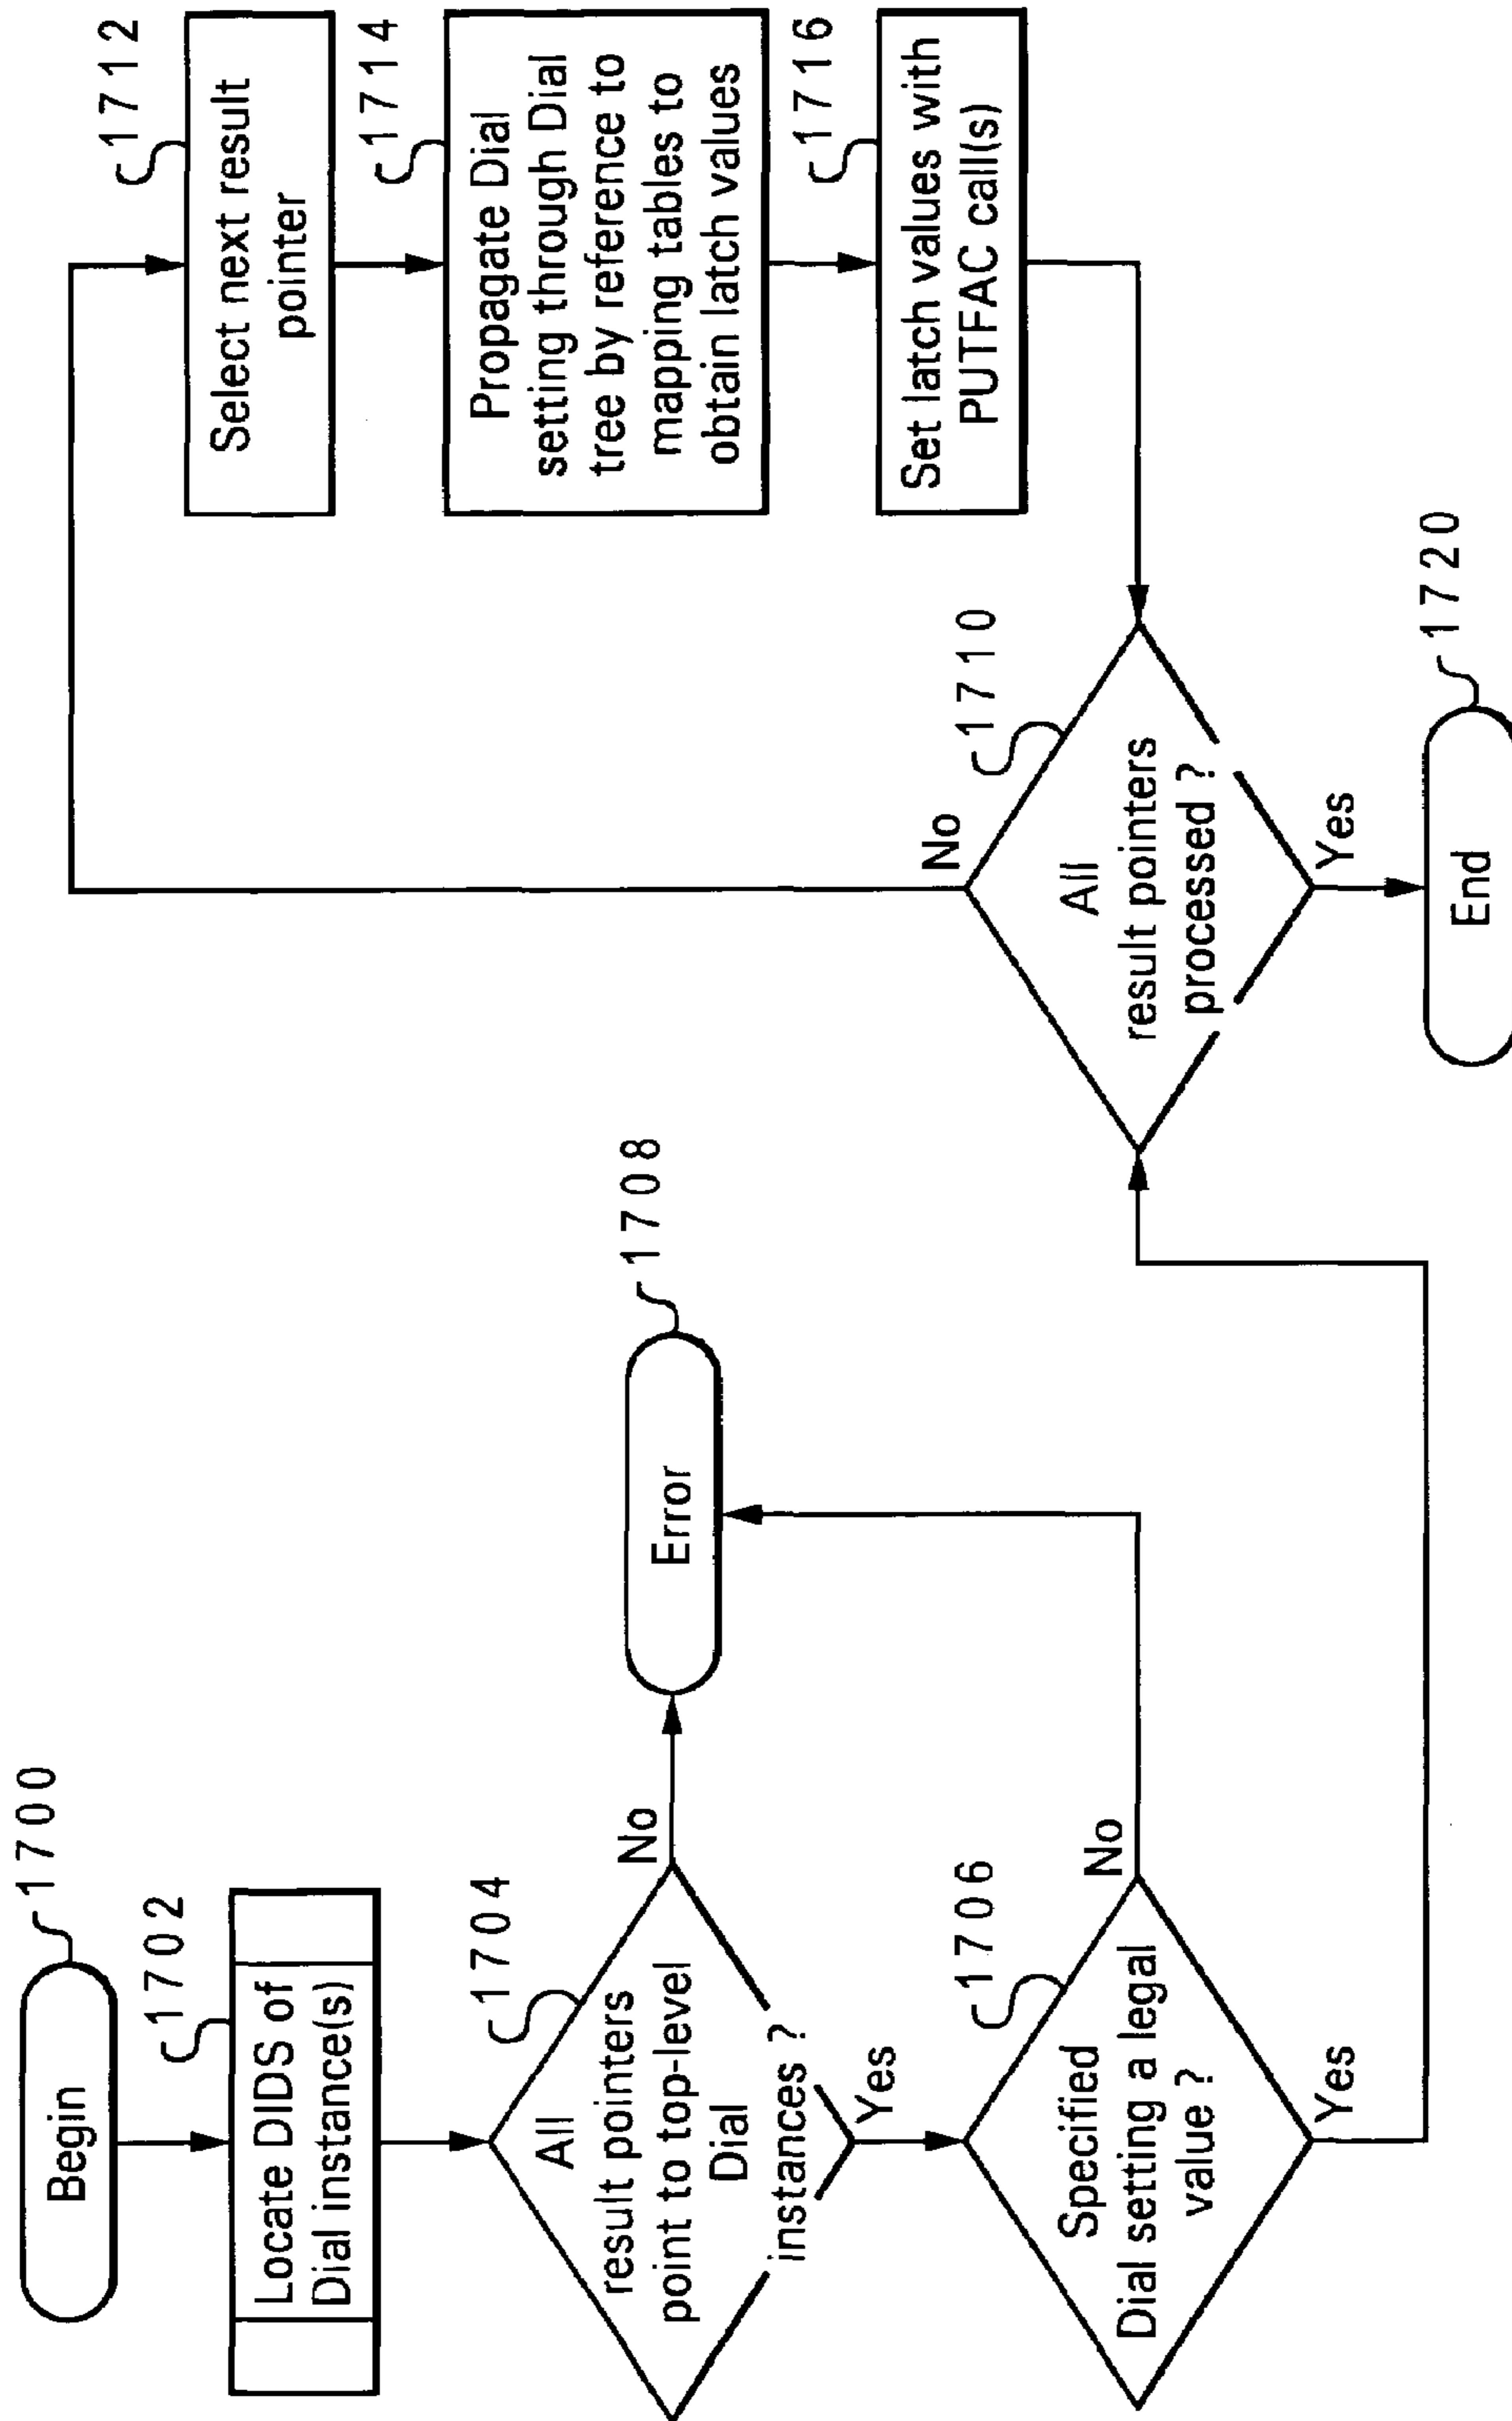 Begin
1700
1702
Locate DIDS of
Dial instance(s)
1704
All
result pointers
point to top-level
Dial
instances ?
No
Yes
Error
1708
1706
Specified
Dial setting a legal
value ?
No
Yes
1710
All
result pointers
processed ?
No
Yes
1712
Select next result
pointer
1714
Propagate Dial
setting through Dial
tree by reference to
mapping tables to
obtain latch values
1716
Set latch values with
PUTFAC call(s)
End
1720